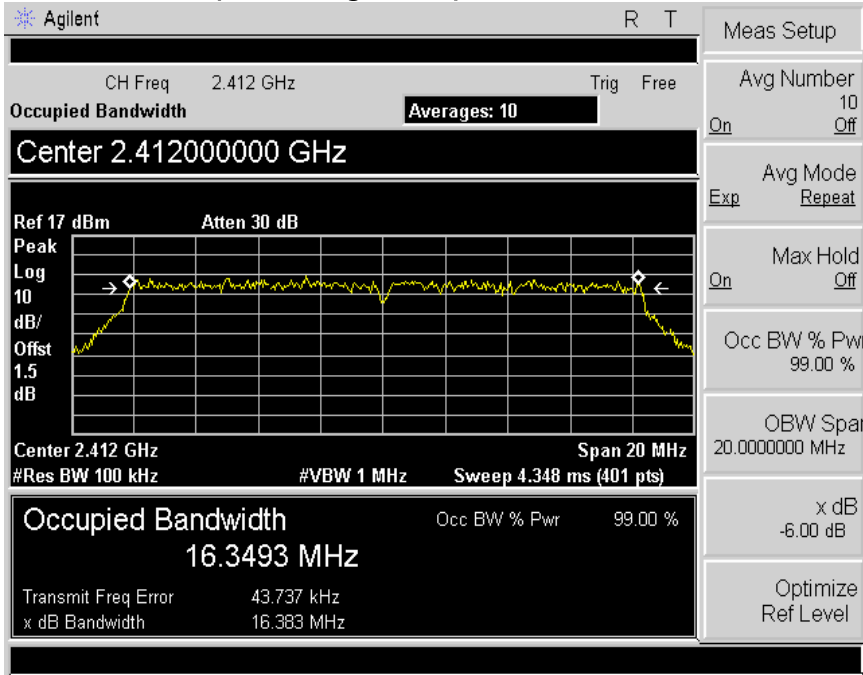 Agilent R T
CH Freq 2.412 GHz Trig Free
Occupied Bandwidth Averages: 10
Center 2.412000000 GHz
Ref 17 dBm Atten 30 dB
Peak
Log
10
dB/
Offst
1.5
dB
Center 2.412 GHz Span 20 MHz
#Res BW 100 kHz #VBW 1 MHz Sweep 4.348 ms (401 pts)
Occupied Bandwidth Occ BW % Pwr 99.00 %
16.3493 MHz
Transmit Freq Error 43.737 kHz
x dB Bandwidth 16.383 MHz
Meas Setup
Avg Number
10
On Off
Avg Mode
Exp Repeat
Max Hold
On Off
Occ BW % Pw
99.00 %
OBW Spa
20.0000000 MHz
x dB
-6.00 dB
Optimize
Ref Level